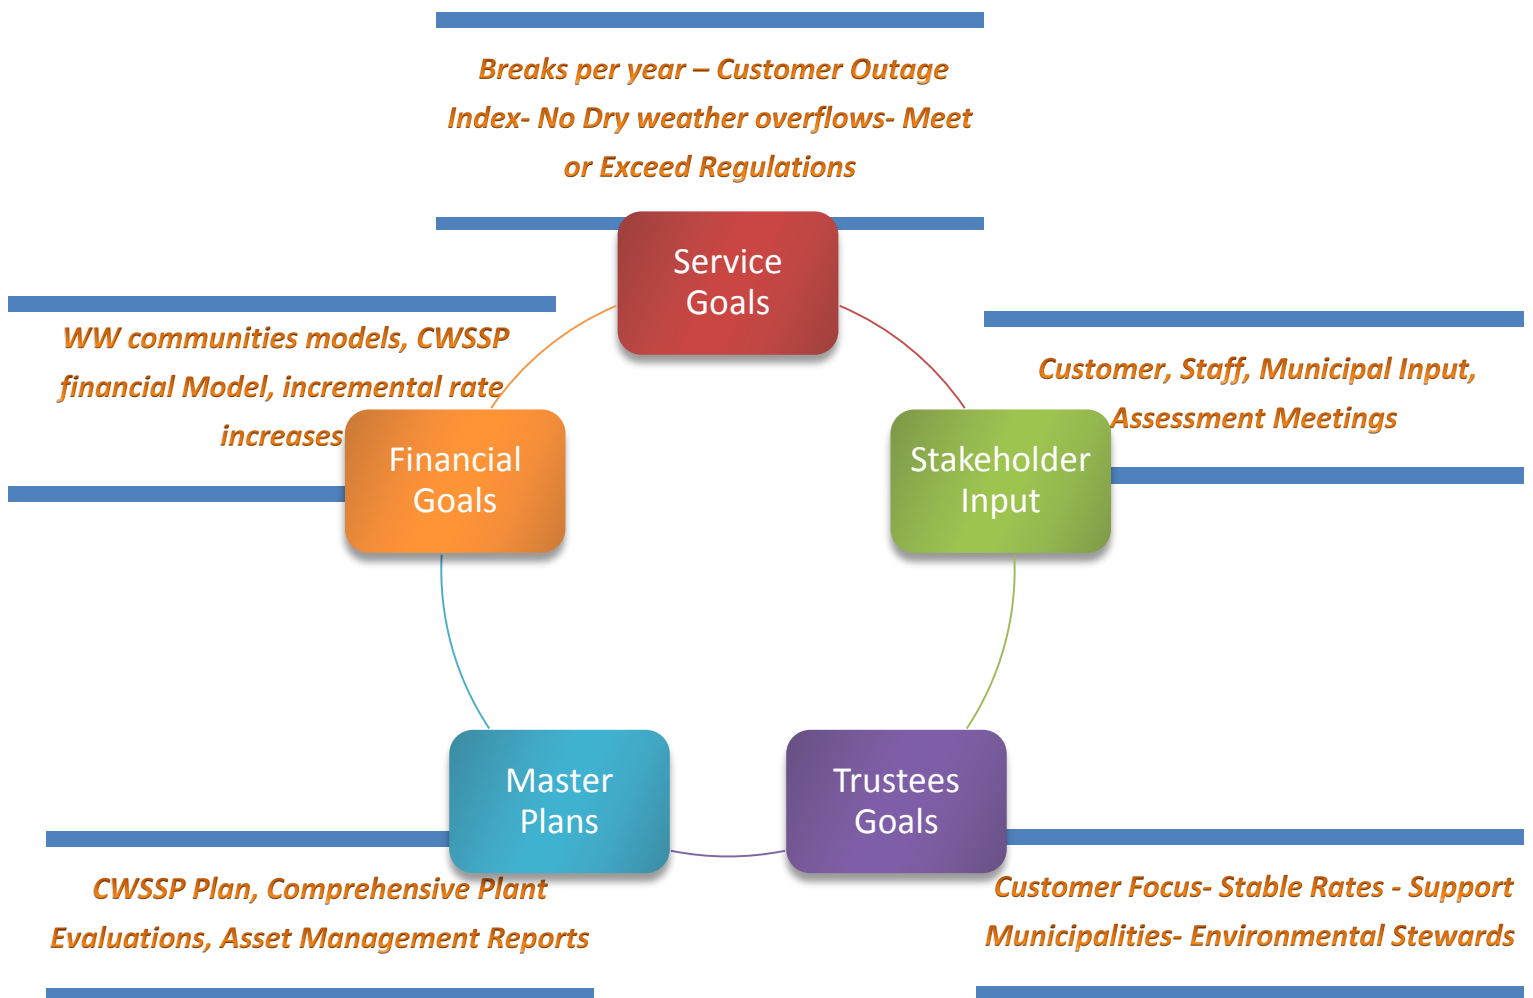 Breaks per year – Customer Outage
Index- No Dry weather overflows- Meet
or Exceed Regulations
Service
Goals
WW communities models, CWSSP
financial Model, incremental rate
increases
Financial
Goals
Customer, Staff, Municipal Input,
Assessment Meetings
Stakeholder
Input
Master
Plans
CWSSP Plan, Comprehensive Plant
Evaluations, Asset Management Reports
Trustees
Goals
Customer Focus- Stable Rates - Support
Municipalities- Environmental Stewards